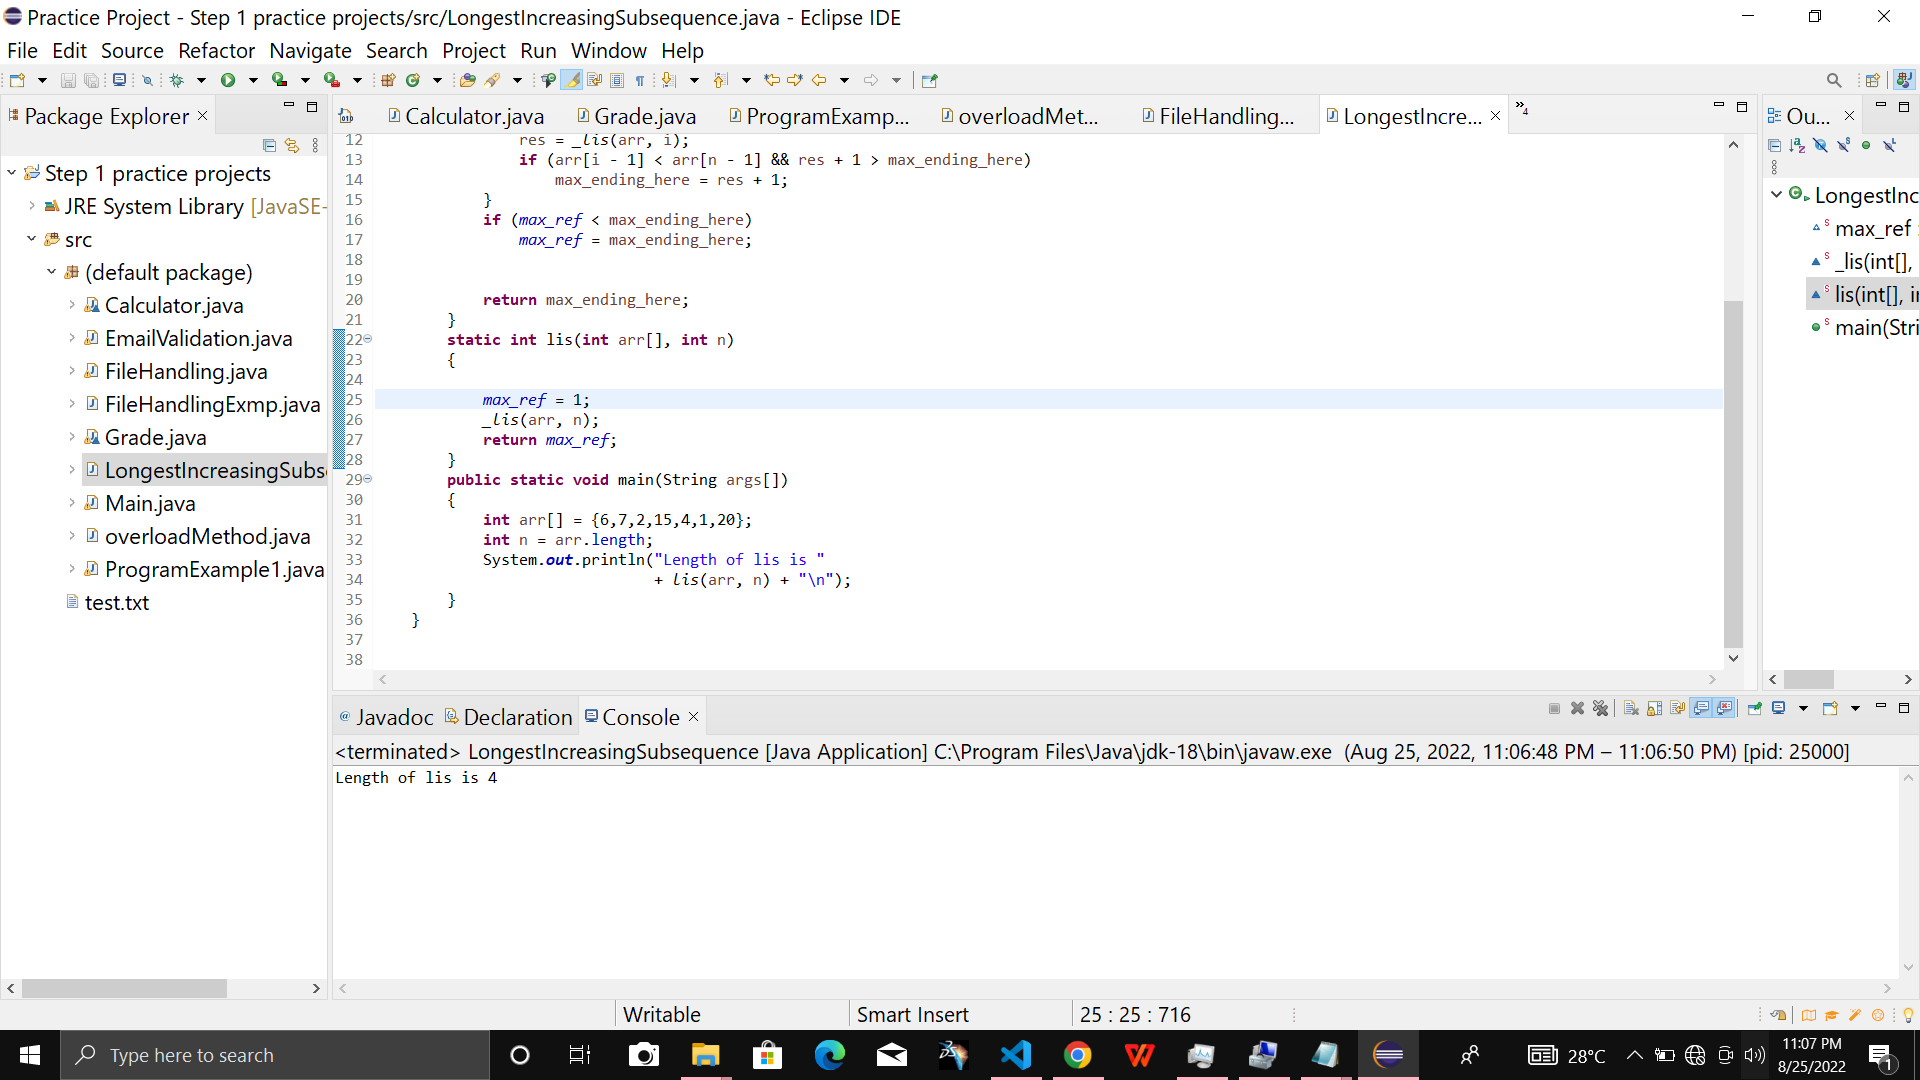 Practice Project - Step 1 practice projects/src/LongestIncreasingSubsequence.java - Eclipse IDE
File Edit Source Refactor Navigate Search Project Run Window Help
Package Explorer
Calculator.java Grade.java ProgramExamp... overloadMet... FileHandling... LongestIncre... 4
Ou...
Step 1 practice projects
JRE System Library [JavaSE-
src
(default package)
Calculator.java
EmailValidation.java
FileHandling.java
FileHandlingExmp.java
Grade.java
LongestIncreasingSubs
Main.java
overloadMethod.java
ProgramExample1.java
test.txt
12 res = _lis(arr, i);
13 if (arr[i - 1] < arr[n - 1] && res + 1 > max_ending_here)
14 max_ending_here = res + 1;
15 }
16 if (max_ref < max_ending_here)
17 max_ref = max_ending_here;
18
19
20 return max_ending_here;
21 }
22 static int lis(int arr[], int n)
23 {
24
25 max_ref = 1;
26 _lis(arr, n);
27 return max_ref;
28 }
29 public static void main(String args[])
30 {
31 int arr[] = {6,7,2,15,4,1,20};
32 int n = arr.length;
33 System.out.println("Length of lis is "
34 + lis(arr, n) + "\n");
35 }
36 }
37
38
LongestInc
max_ref :
_lis(int[],
lis(int[], in
main(Stri
Javadoc Declaration Console
<terminated> LongestIncreasingSubsequence [Java Application] C:\Program Files\Java\jdk-18\bin\javaw.exe (Aug 25, 2022, 11:06:48 PM – 11:06:50 PM) [pid: 25000]
Length of lis is 4
Writable Smart Insert 25 : 25 : 716
Type here to search
28°C
11:07 PM
8/25/2022
1